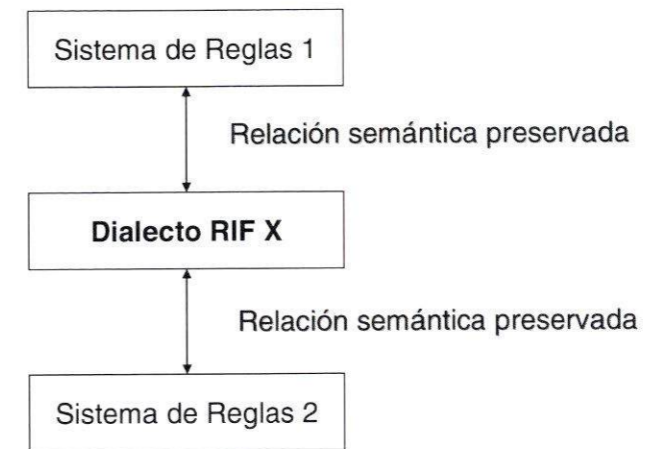 Sistema de Reglas 1
Relación semántica preservada
Dialecto RIF X
Relación semántica preservada
Sistema de Reglas 2